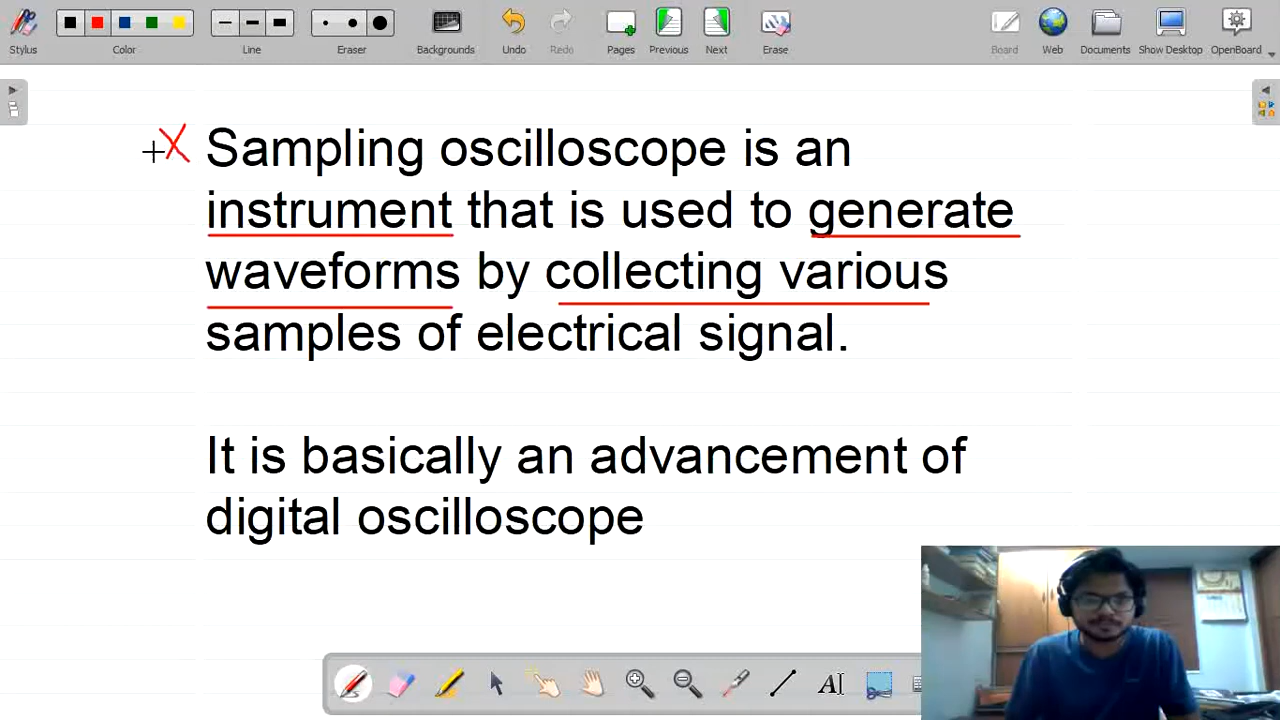 Stylus Color Line Eraser Backgrounds Undo Redo Pages Previous Next Erase Board Web Documents Show Desktop OpenBoard
X Sampling oscilloscope is an
instrument that is used to generate
waveforms by collecting various
samples of electrical signal.
It is basically an advancement of
digital oscilloscope